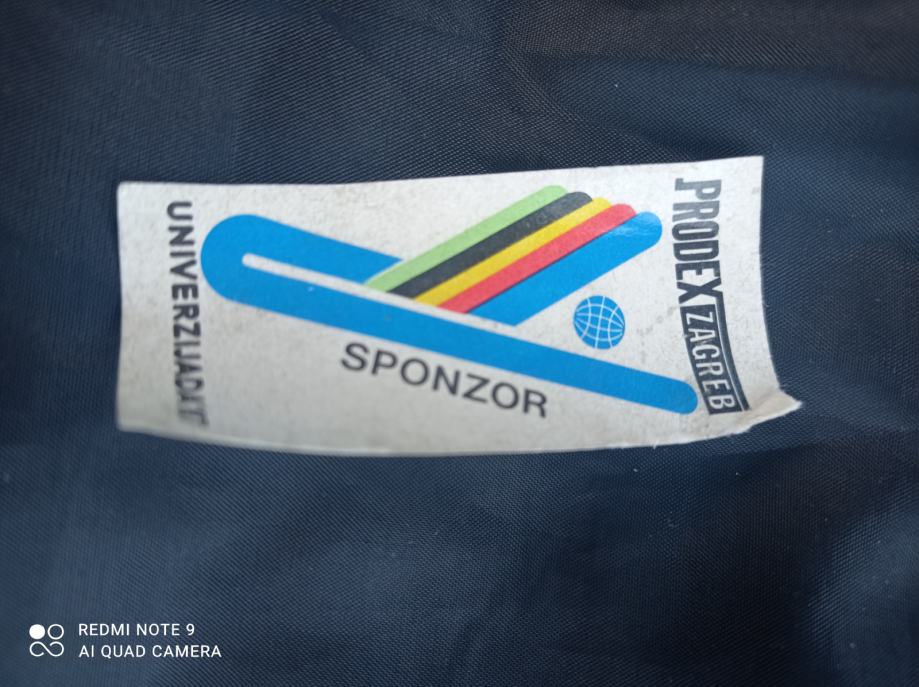 UNIVERZIJADA
SPONZOR
PRODEX ZAGREB
REDMI NOTE 9
AI QUAD CAMERA